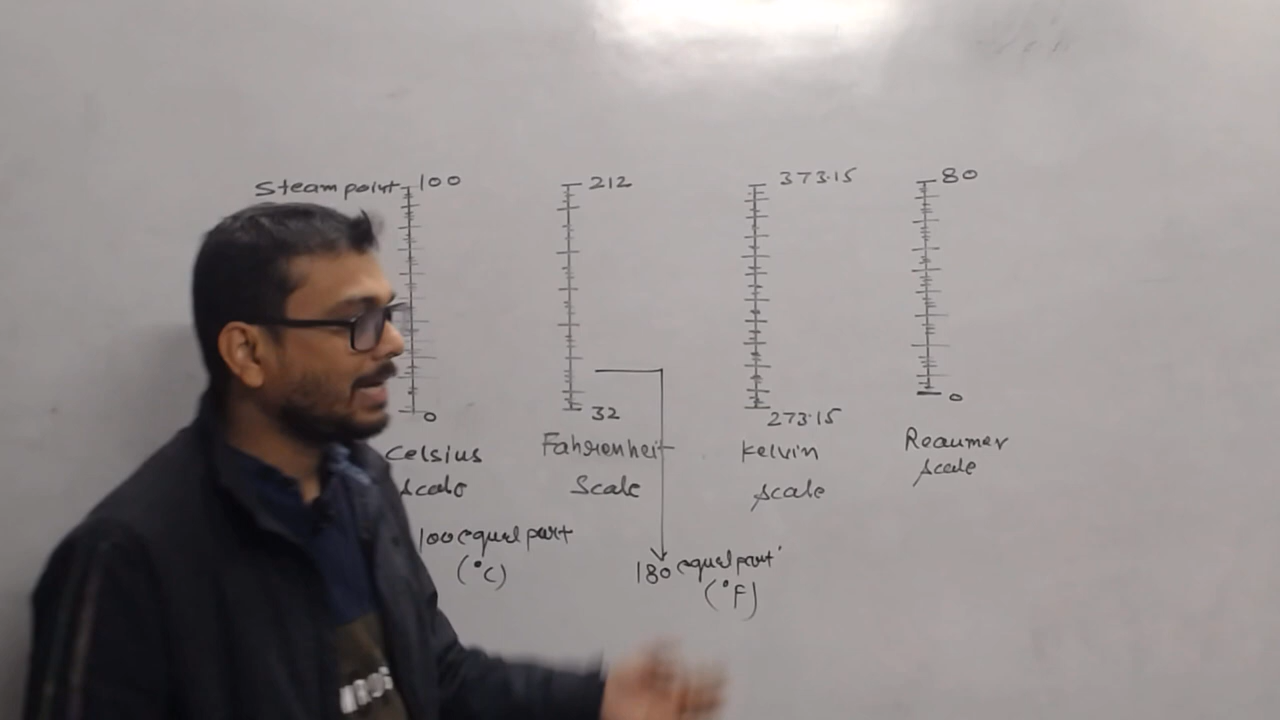 Steam point 100
212
373.15
80
0
32
273.15
0
Celsius
Scale
Fahrenheit
Scale
Kelvin
Scale
Reaumer
Scale
100 equal part
(°C)
180 equal part
(°F)